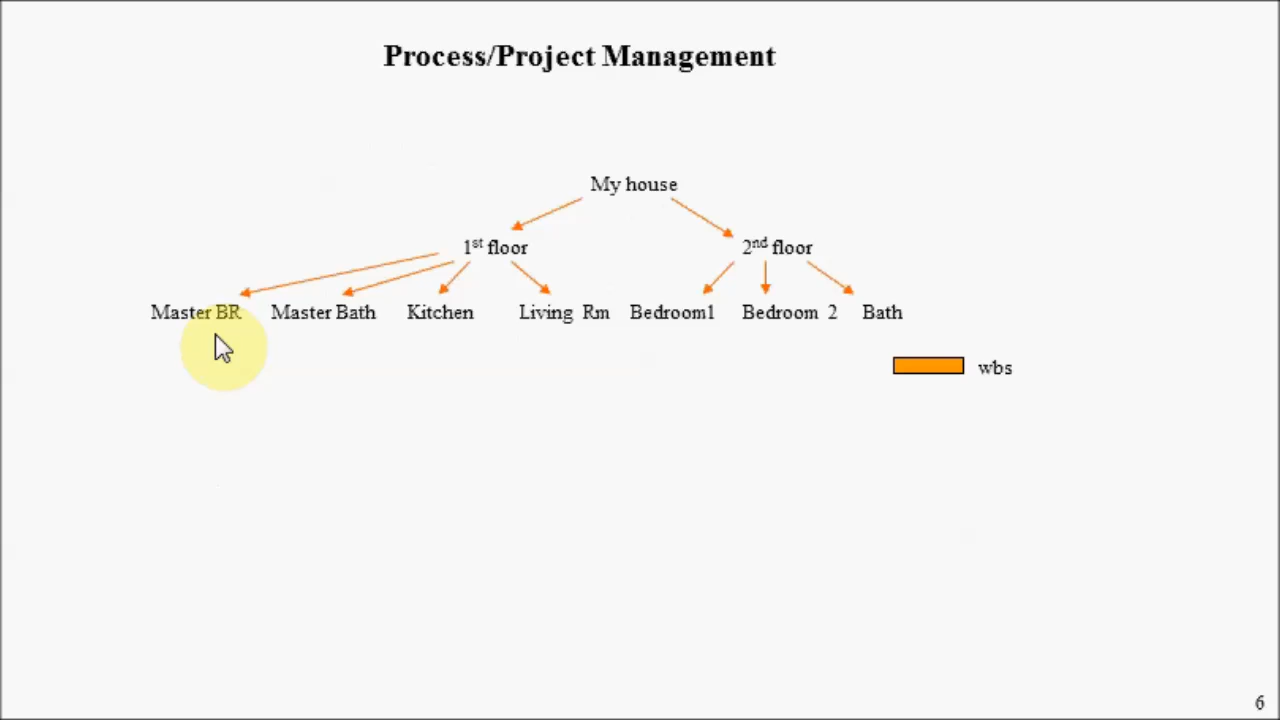 Process/Project Management
My house
1st floor 2nd floor
Master BR Master Bath Kitchen Living Rm Bedroom1 Bedroom 2 Bath
wbs
6